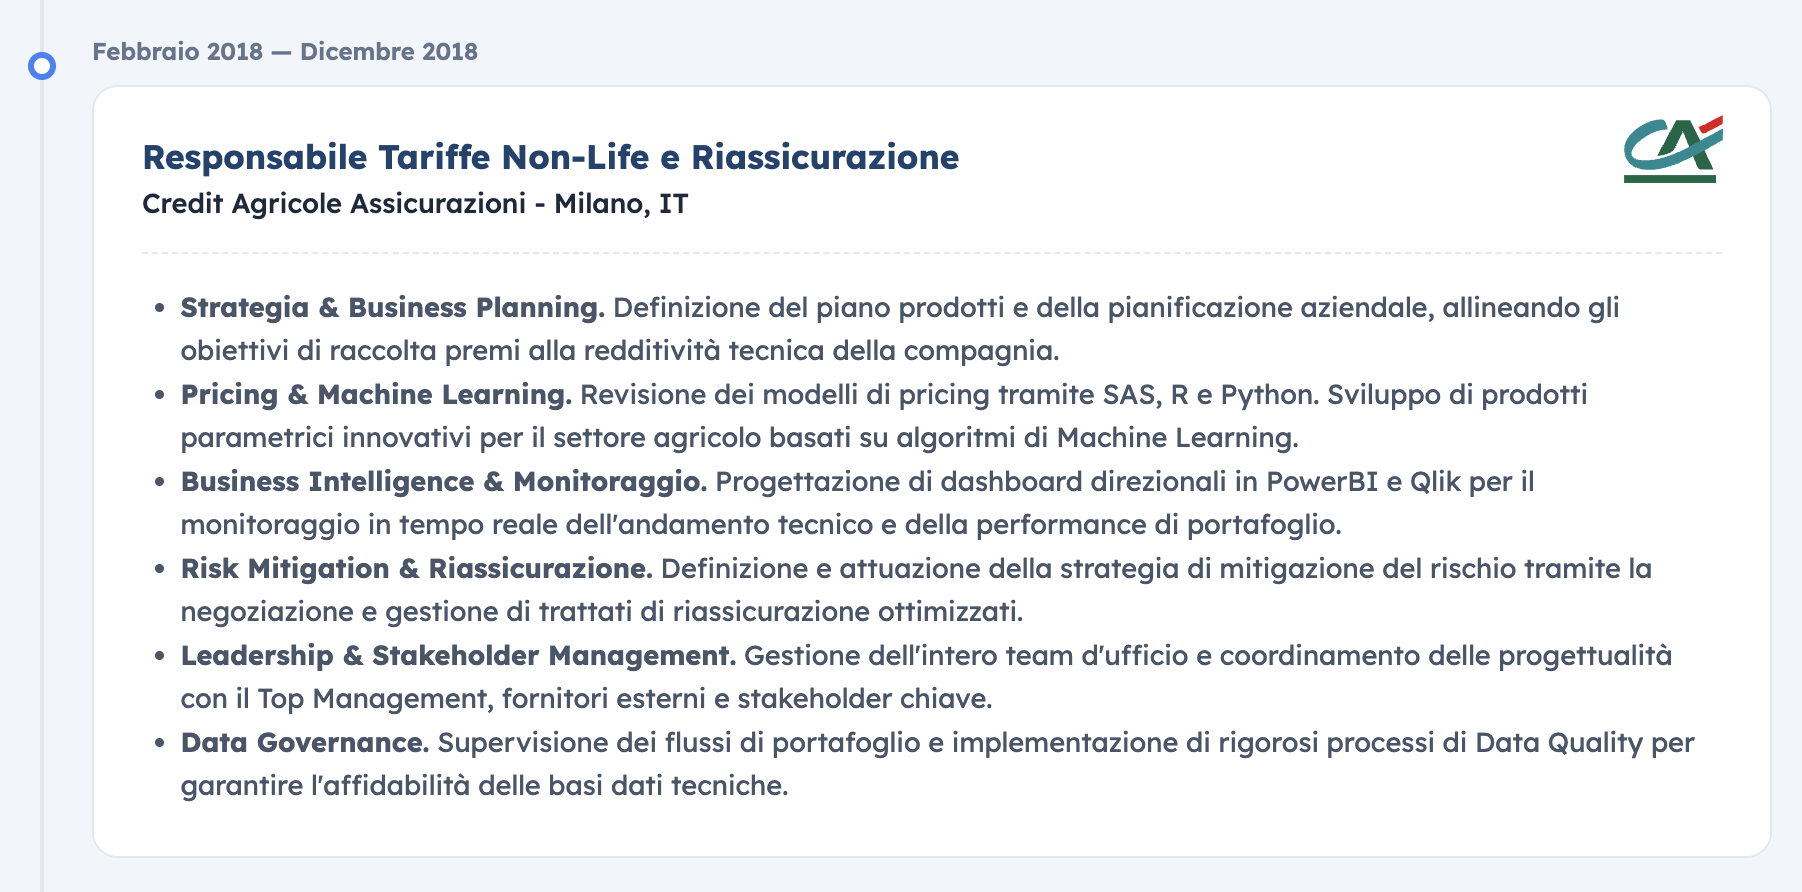 Febbraio 2018 — Dicembre 2018
CA
Responsabile Tariffe Non-Life e Riassicurazione
Credit Agricole Assicurazioni - Milano, IT
• Strategia & Business Planning. Definizione del piano prodotti e della pianificazione aziendale, allineando gli
obiettivi di raccolta premi alla redditività tecnica della compagnia.
• Pricing & Machine Learning. Revisione dei modelli di pricing tramite SAS, R e Python. Sviluppo di prodotti
parametrici innovativi per il settore agricolo basati su algoritmi di Machine Learning.
• Business Intelligence & Monitoraggio. Progettazione di dashboard direzionali in PowerBI e Qlik per il
monitoraggio in tempo reale dell'andamento tecnico e della performance di portafoglio.
• Risk Mitigation & Riassicurazione. Definizione e attuazione della strategia di mitigazione del rischio tramite la
negoziazione e gestione di trattati di riassicurazione ottimizzati.
• Leadership & Stakeholder Management. Gestione dell'intero team d'ufficio e coordinamento delle progettualità
con il Top Management, fornitori esterni e stakeholder chiave.
• Data Governance. Supervisione dei flussi di portafoglio e implementazione di rigorosi processi di Data Quality per
garantire l'affidabilità delle basi dati tecniche.